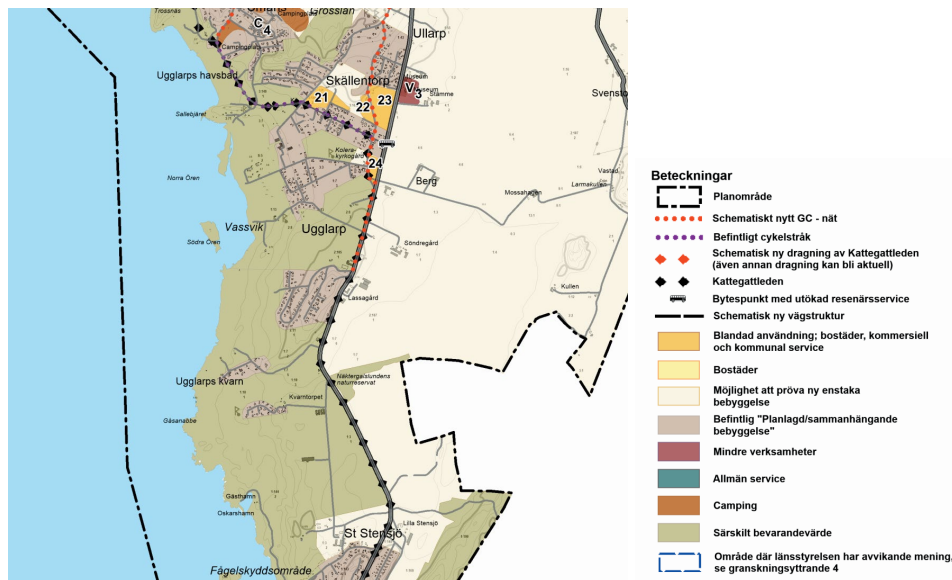 Trossnäs
Smaris
Grossian
C
4
Campingplats
Ullarp
Ugglarps havsbad
Skällentorp
V
3
museum
Stämme
21
22
23
Svensto
Sallebjäret
Kolera-
kyrkogård
24
Norra Ören
Berg
Mossahagen
Vastad
Larmakullen
Vassvik
Ugglarp
Södra Ören
Söndregård
Kullen
Lassagård
Ugglarps kvarn
Näktergalslundens
naturreservat
Kvarntorpet
Gåsanabbe
Gästhamn
Oskarshamn
Lilla Stensjö
St Stensjö
Fågelskyddsområde
Beteckningar
Planområde
Schematiskt nytt GC - nät
Befintligt cykelstråk
Schematisk ny dragning av Kattegattleden
(även annan dragning kan bli aktuell)
Kattegattleden
Bytespunkt med utökad resenärsservice
Schematisk ny vägstruktur
Blandad användning; bostäder, kommersiell
och kommunal service
Bostäder
Möjlighet att pröva ny enstaka
bebyggelse
Befintlig "Planlagd/sammanhängande
bebyggelse"
Mindre verksamheter
Allmän service
Camping
Särskilt bevarandevärde
Område där länsstyrelsen har avvikande mening,
se granskningsyttrande 4